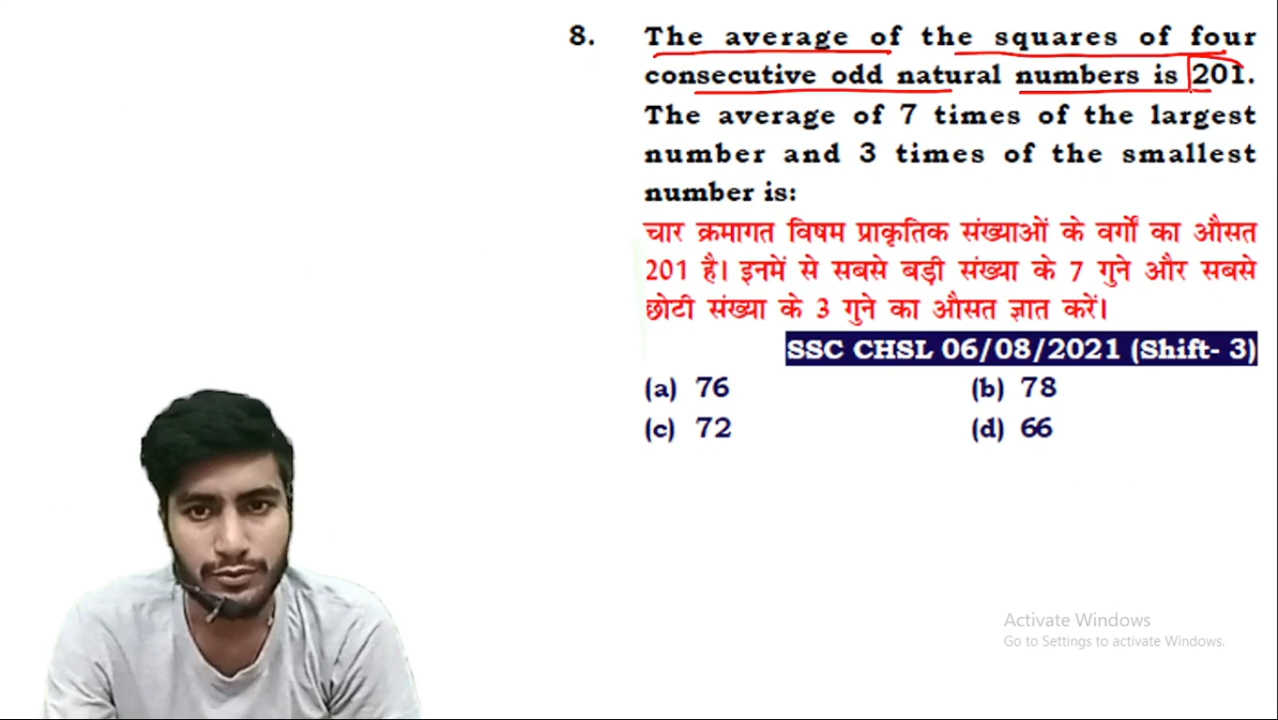 8. The average of the squares of four
consecutive odd natural numbers is 201.
The average of 7 times of the largest
number and 3 times of the smallest
number is:
चार क्रमागत विषम प्राकृतिक संख्याओं के वर्गों का औसत
201 है। इनमें से सबसे बड़ी संख्या के 7 गुने और सबसे
छोटी संख्या के 3 गुने का औसत ज्ञात करें।
SSC CHSL 06/08/2021 (Shift- 3)
(a) 76 (b) 78
(c) 72 (d) 66
Activate Windows
Go to Settings to activate Windows.